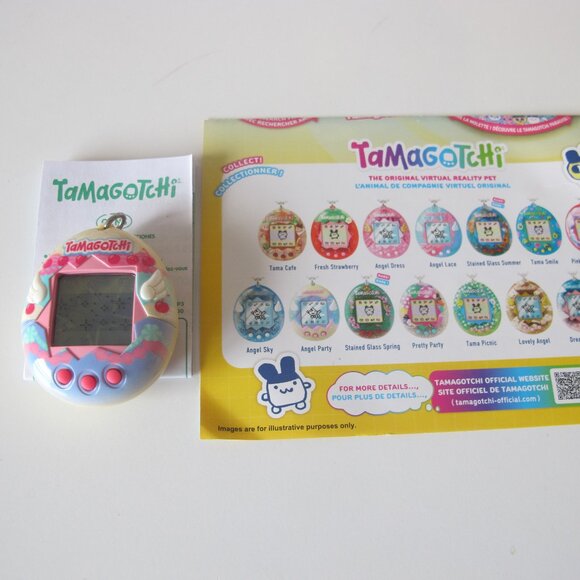 TAMAGOTCHI
TAMAGOTCHI
COLLECT!
COLLECTIONNER!
TAMAGOTCHI
THE ORIGINAL VIRTUAL REALITY PET
L'ANIMAL DE COMPAGNIE VIRTUEL ORIGINAL
Tama Cafe
Fresh Strawberry
Angel Dress
Angel Lace
Stained Glass Summer
Tama Smile
Angel Sky
Angel Party
Stained Glass Spring
Pretty Party
Tama Picnic
Lovely Angel
FOR MORE DETAILS...,
POUR PLUS DE DETAILS...,
TAMAGOTCHI OFFICIAL WEBSITE
SITE OFFICIEL DE TAMAGOTCHI
( tamagotchi-official.com )
Images are for illustrative purposes only.